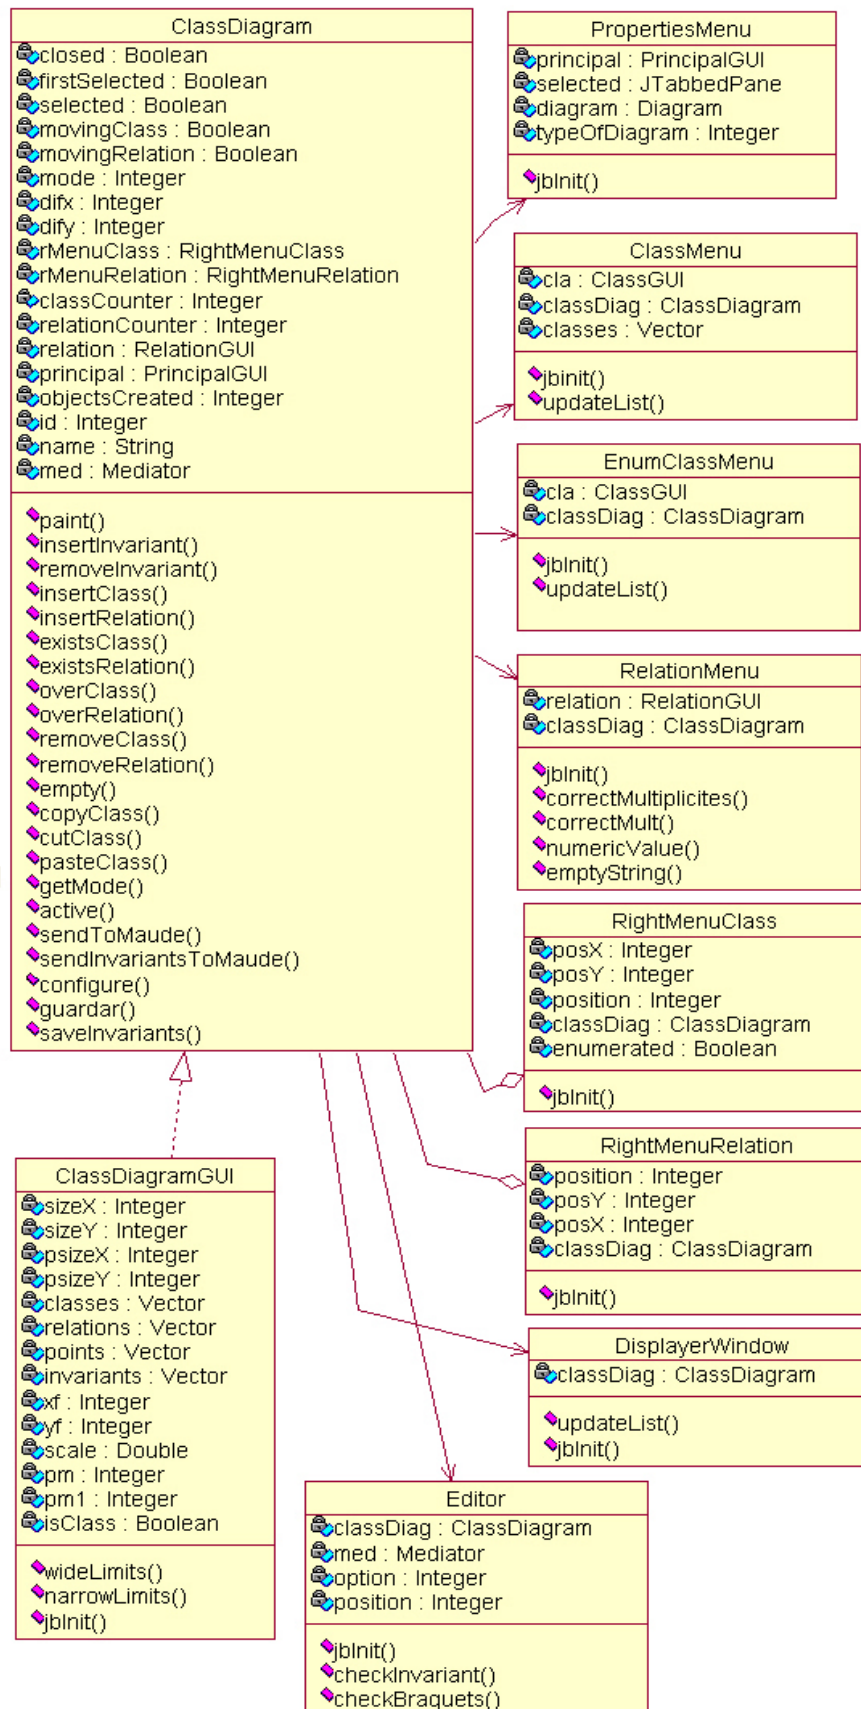 ClassDiagram
closed : Boolean
firstSelected : Boolean
selected : Boolean
movingClass : Boolean
movingRelation : Boolean
mode : Integer
difx : Integer
dify : Integer
rMenuClass : RightMenuClass
rMenuRelation : RightMenuRelation
classCounter : Integer
relationCounter : Integer
relation : RelationGUI
principal : PrincipalGUI
objectsCreated : Integer
id : Integer
name : String
med : Mediator
paint()
insertInvariant()
removeInvariant()
insertClass()
insertRelation()
existsClass()
existsRelation()
overClass()
overRelation()
removeClass()
removeRelation()
empty()
copyClass()
cutClass()
pasteClass()
getMode()
active()
sendToMaude()
sendInvariantsToMaude()
configure()
guardar()
saveInvariants()
PropertiesMenu
principal : PrincipalGUI
selected : JTabbedPane
diagram : Diagram
typeOfDiagram : Integer
jbInit()
ClassMenu
cla : ClassGUI
classDiag : ClassDiagram
classes : Vector
jbinit()
updateList()
EnumClassMenu
cla : ClassGUI
classDiag : ClassDiagram
jbInit()
updateList()
RelationMenu
relation : RelationGUI
classDiag : ClassDiagram
jbInit()
correctMultiplicites()
correctMult()
numericValue()
emptyString()
RightMenuClass
posX : Integer
posY : Integer
position : Integer
classDiag : ClassDiagram
enumerated : Boolean
jbInit()
RightMenuRelation
position : Integer
posY : Integer
posX : Integer
classDiag : ClassDiagram
jbInit()
DisplayerWindow
classDiag : ClassDiagram
updateList()
jbInit()
ClassDiagramGUI
sizeX : Integer
sizeY : Integer
psizeX : Integer
psizeY : Integer
classes : Vector
relations : Vector
points : Vector
invariants : Vector
xf : Integer
yf : Integer
scale : Double
pm : Integer
pm1 : Integer
isClass : Boolean
wideLimits()
narrowLimits()
jbInit()
Editor
classDiag : ClassDiagram
med : Mediator
option : Integer
position : Integer
jbInit()
checkInvariant()
checkBraquets()